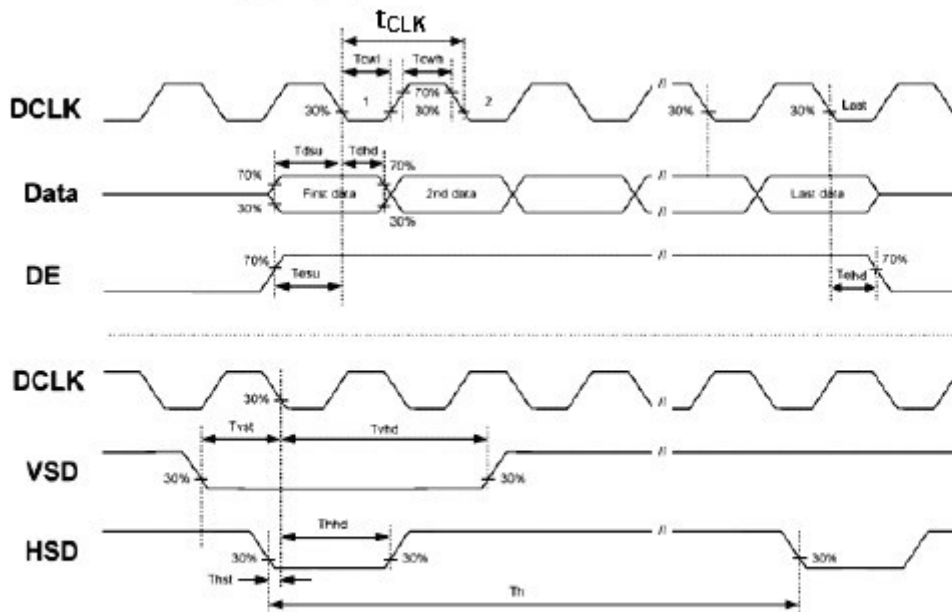 tCLK
Tcwl Tcwh
DCLK 30% 1 70% 30% 2 30% 30% Last
Tdsu Tdhd
70% 70%
Data First data 2nd data Last data
30% 30%
DE 70% Tesu Tehd 70%
DCLK 30%
Tvst Tvhd
VSD 30% 30%
Thhd
HSD 30% 30% 30%
Thst
Th